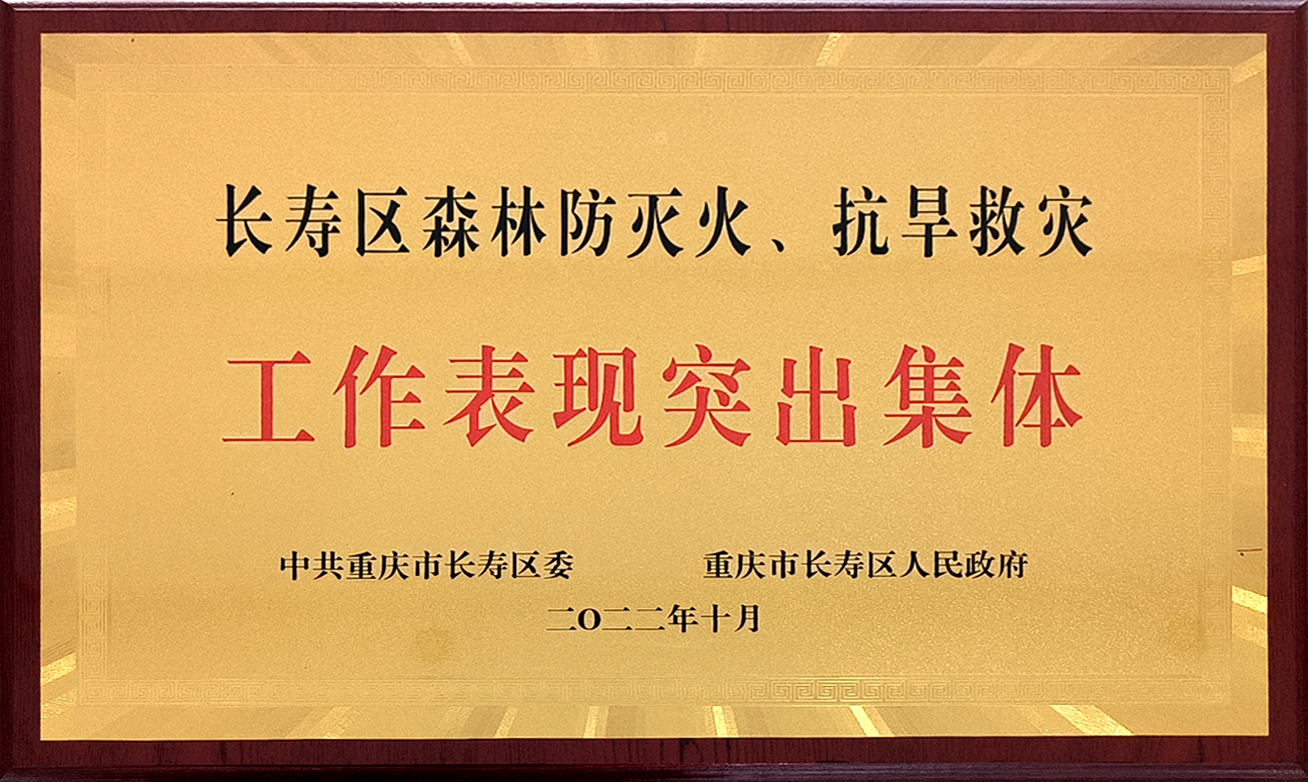 长寿区森林防灭火、抗旱救灾
工作表现突出集体
中共重庆市长寿区委 重庆市长寿区人民政府
二O二二年十月